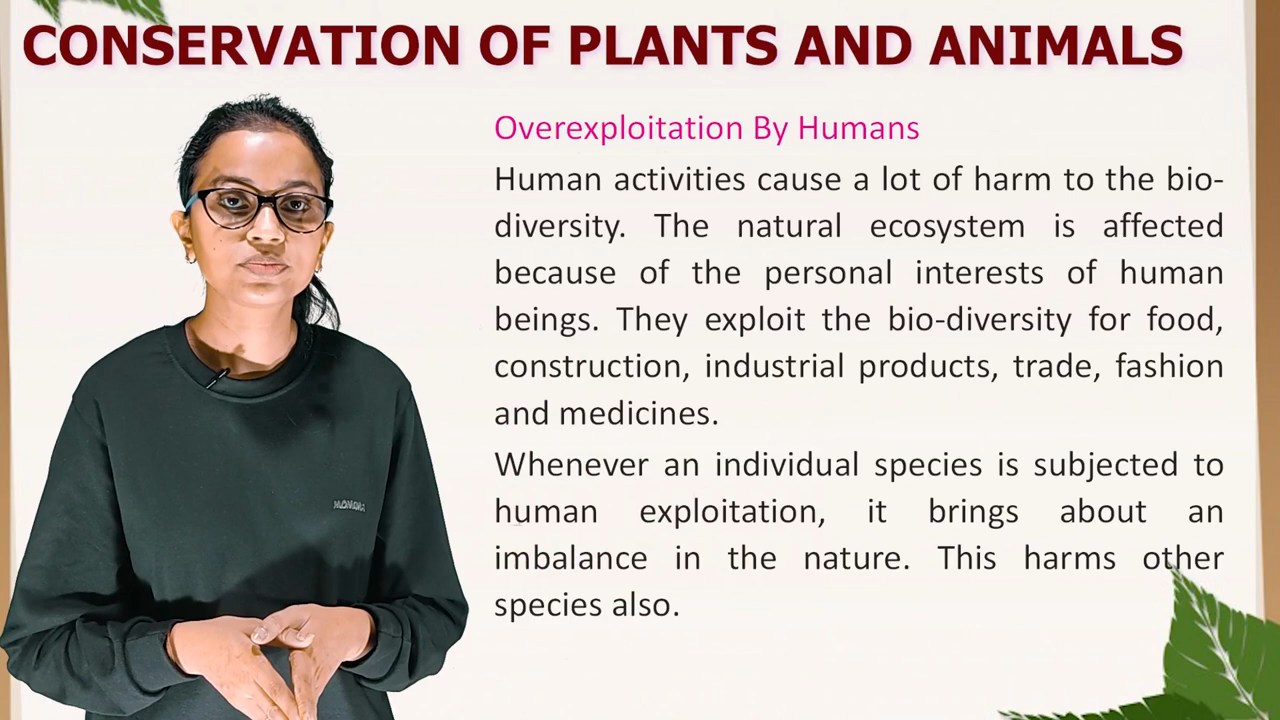 CONSERVATION OF PLANTS AND ANIMALS
Overexploitation By Humans
Human activities cause a lot of harm to the bio-
diversity. The natural ecosystem is affected
because of the personal interests of human
beings. They exploit the bio-diversity for food,
construction, industrial products, trade, fashion
and medicines.
Whenever an individual species is subjected to
human exploitation, it brings about an
imbalance in the nature. This harms other
species also.